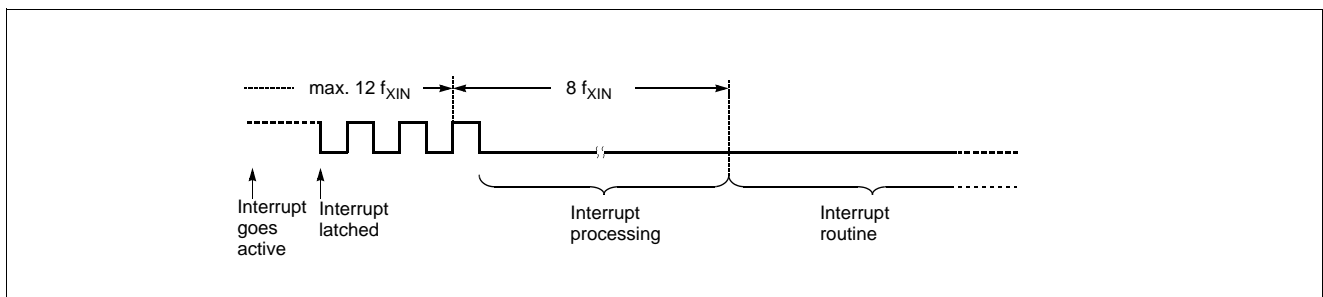 max. 12 fXIN
8 fXIN
Interrupt
goes
active
Interrupt
latched
Interrupt
processing
Interrupt
routine